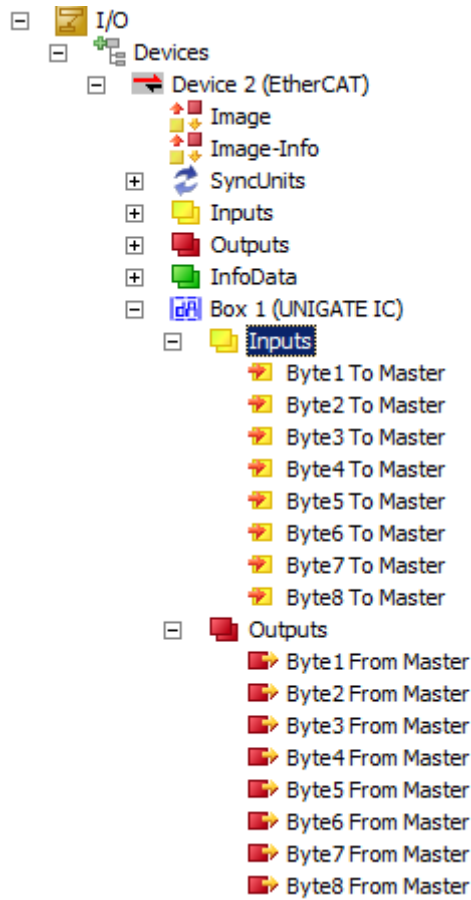 I/O
Devices
Device 2 (EtherCAT)
Image
Image-Info
SyncUnits
Inputs
Outputs
InfoData
Box 1 (UNIGATE IC)
Inputs
Byte1 To Master
Byte2 To Master
Byte3 To Master
Byte4 To Master
Byte5 To Master
Byte6 To Master
Byte7 To Master
Byte8 To Master
Outputs
Byte1 From Master
Byte2 From Master
Byte3 From Master
Byte4 From Master
Byte5 From Master
Byte6 From Master
Byte7 From Master
Byte8 From Master